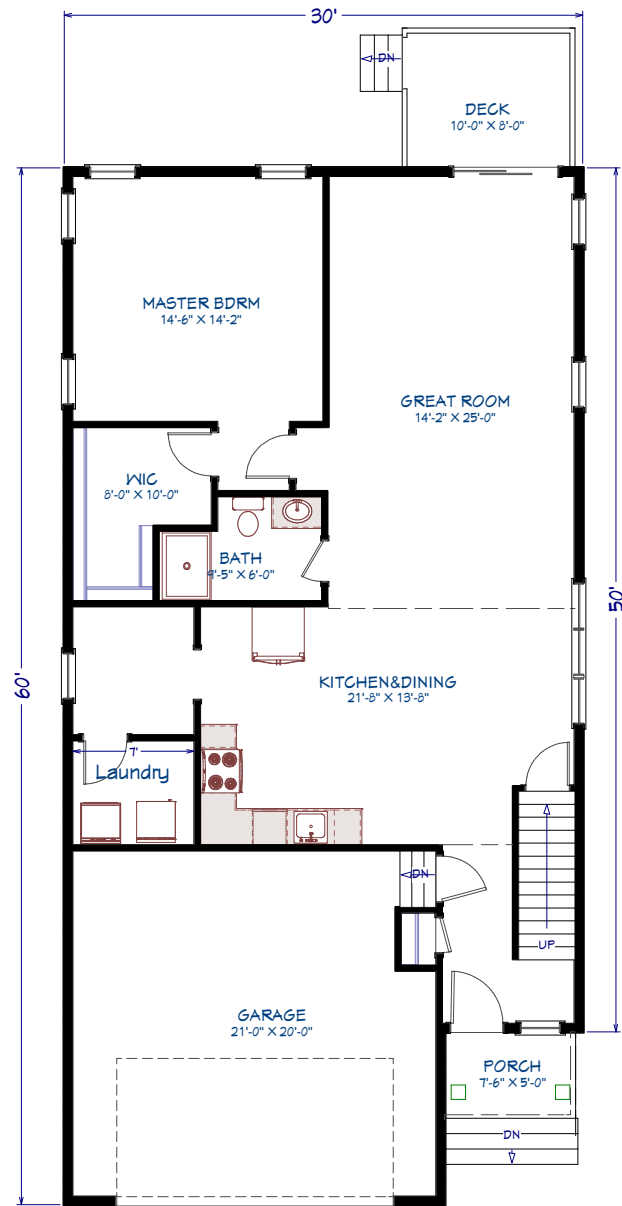 30'
DN
DECK
10'-0" X 8'-0"
MASTER BDRM
14'-6" X 14'-2"
GREAT ROOM
14'-2" X 25'-0"
WIC
8'-0" X 10'-0"
BATH
9'-5" X 6'-0"
50'
60'
KITCHEN&DINING
21'-8" X 13'-8"
7'
Laundry
DN
UP
GARAGE
21'-0" X 20'-0"
PORCH
7'-6" X 5'-0"
DN